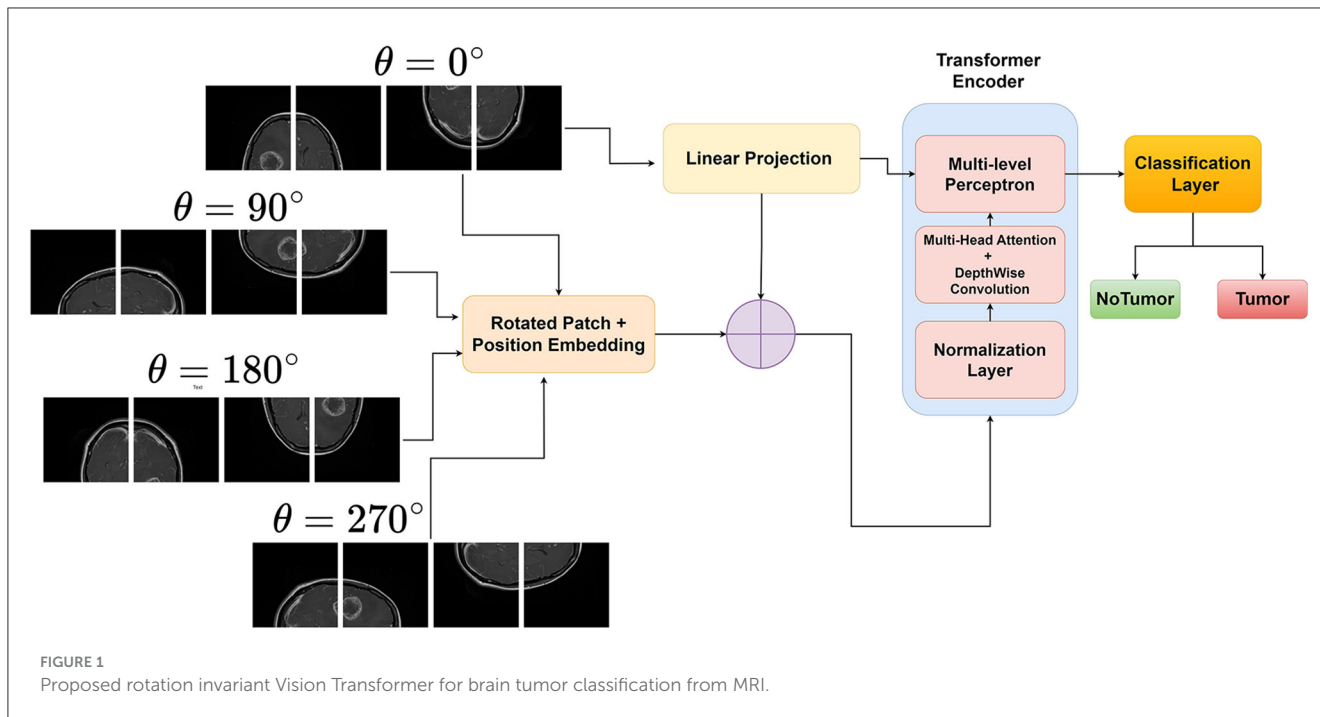 θ = 0°
θ = 90°
θ = 180°
Text
θ = 270°
Rotated Patch +
Position Embedding
Linear Projection
Transformer
Encoder
Multi-level
Perceptron
Multi-Head Attention
+
DepthWise
Convolution
Normalization
Layer
Classification
Layer
NoTumor
Tumor
FIGURE 1
Proposed rotation invariant Vision Transformer for brain tumor classification from MRI.